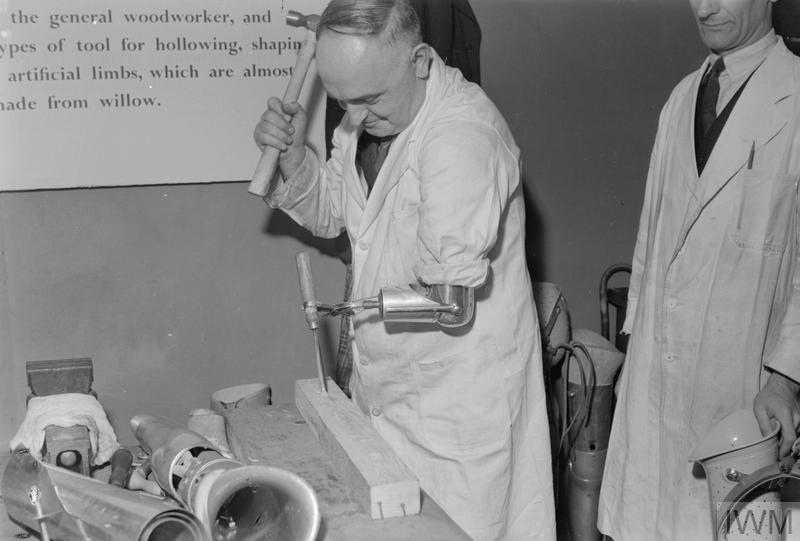 the general woodworker, and
ypes of tool for hollowing, shapin
artificial limbs, which are almost
made from willow.
IWM